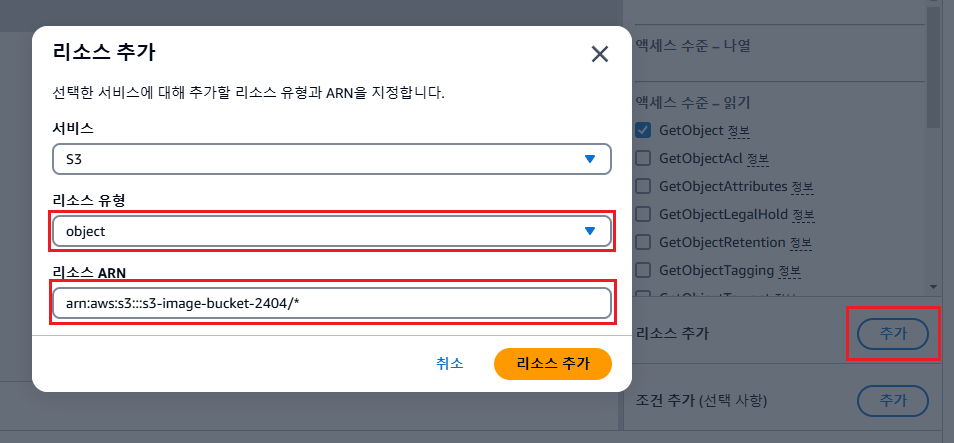 리소스 추가
선택한 서비스에 대해 추가할 리소스 유형과 ARN을 지정합니다.
서비스
S3
리소스 유형
object
리소스 ARN
arn:aws:s3:::s3-image-bucket-2404/*
취소
리소스 추가
액세스 수준 – 나열
액세스 수준 – 읽기
GetObject 정보
GetObjectAcl 정보
GetObjectAttributes 정보
GetObjectLegalHold 정보
GetObjectRetention 정보
GetObjectTagging 정보
리소스 추가
추가
조건 추가 (선택 사항)
추가